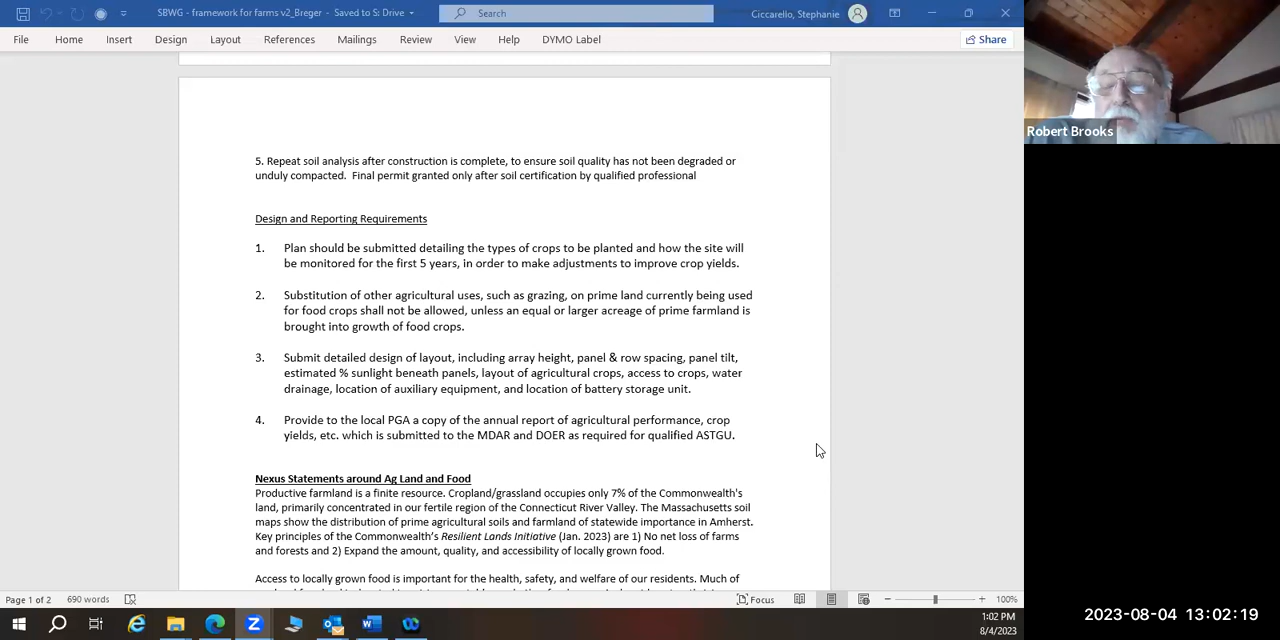 SBWG - framework for farms v2_Breger - Saved to S: Drive
Search
Ciccarello, Stephanie
File Home Insert Design Layout References Mailings Review View Help DYMO Label
Share
5. Repeat soil analysis after construction is complete, to ensure soil quality has not been degraded or
unduly compacted. Final permit granted only after soil certification by qualified professional
Design and Reporting Requirements
1. Plan should be submitted detailing the types of crops to be planted and how the site will
be monitored for the first 5 years, in order to make adjustments to improve crop yields.
2. Substitution of other agricultural uses, such as grazing, on prime land currently being used
for food crops shall not be allowed, unless an equal or larger acreage of prime farmland is
brought into growth of food crops.
3. Submit detailed design of layout, including array height, panel & row spacing, panel tilt,
estimated % sunlight beneath panels, layout of agricultural crops, access to crops, water
drainage, location of auxiliary equipment, and location of battery storage unit.
4. Provide to the local PGA a copy of the annual report of agricultural performance, crop
yields, etc. which is submitted to the MDAR and DOER as required for qualified ASTGU.
Nexus Statements around Ag Land and Food
Productive farmland is a finite resource. Cropland/grassland occupies only 7% of the Commonwealth's
land, primarily concentrated in our fertile region of the Connecticut River Valley. The Massachusetts soil
maps show the distribution of prime agricultural soils and farmland of statewide importance in Amherst.
Key principles of the Commonwealth's Resilient Lands Initiative (Jan. 2023) are 1) No net loss of farms
and forests and 2) Expand the amount, quality, and accessibility of locally grown food.
Access to locally grown food is important for the health, safety, and welfare of our residents. Much of
Page 1 of 2 690 words
Focus
100%
1:02 PM
8/4/2023
Robert Brooks
2023-08-04 13:02:19